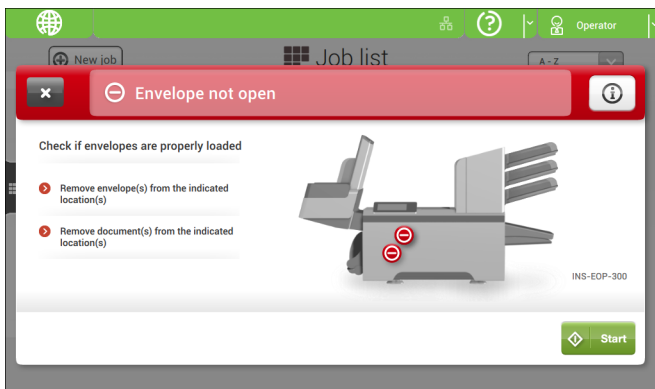 Operator
New job
Job list
A - Z
Envelope not open
Check if envelopes are properly loaded
Remove envelope(s) from the indicated
location(s)
Remove document(s) from the indicated
location(s)
INS-EOP-300
Start